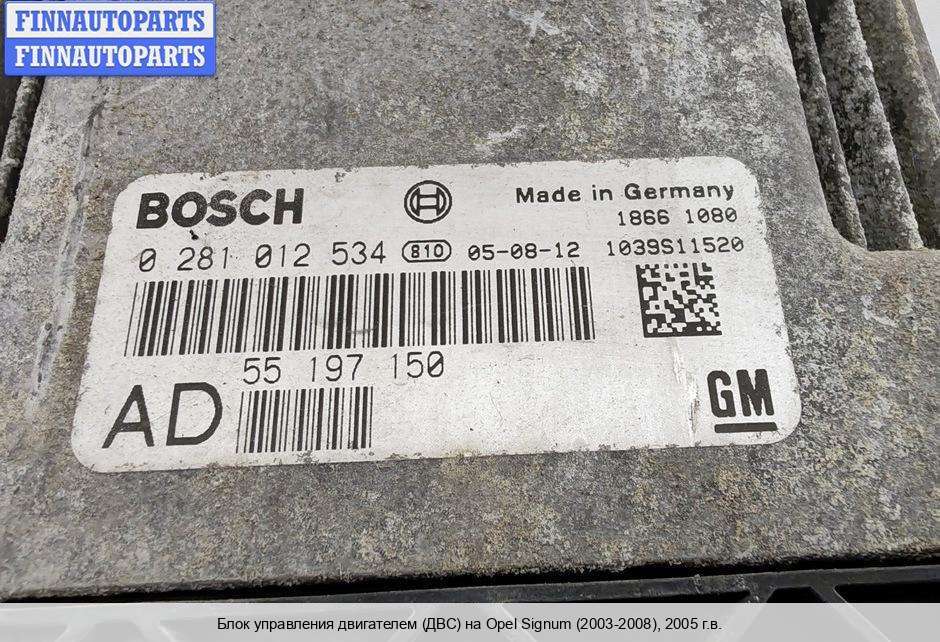 FINNAUTOPARTS
FINNAUTOPARTS
BOSCH Made in Germany
1866 1080
0 281 012 534 810 05-08-12 1039S11520
55 197 150
AD GM
Блок управления двигателем (ДВС) на Opel Signum (2003-2008), 2005 г.в.